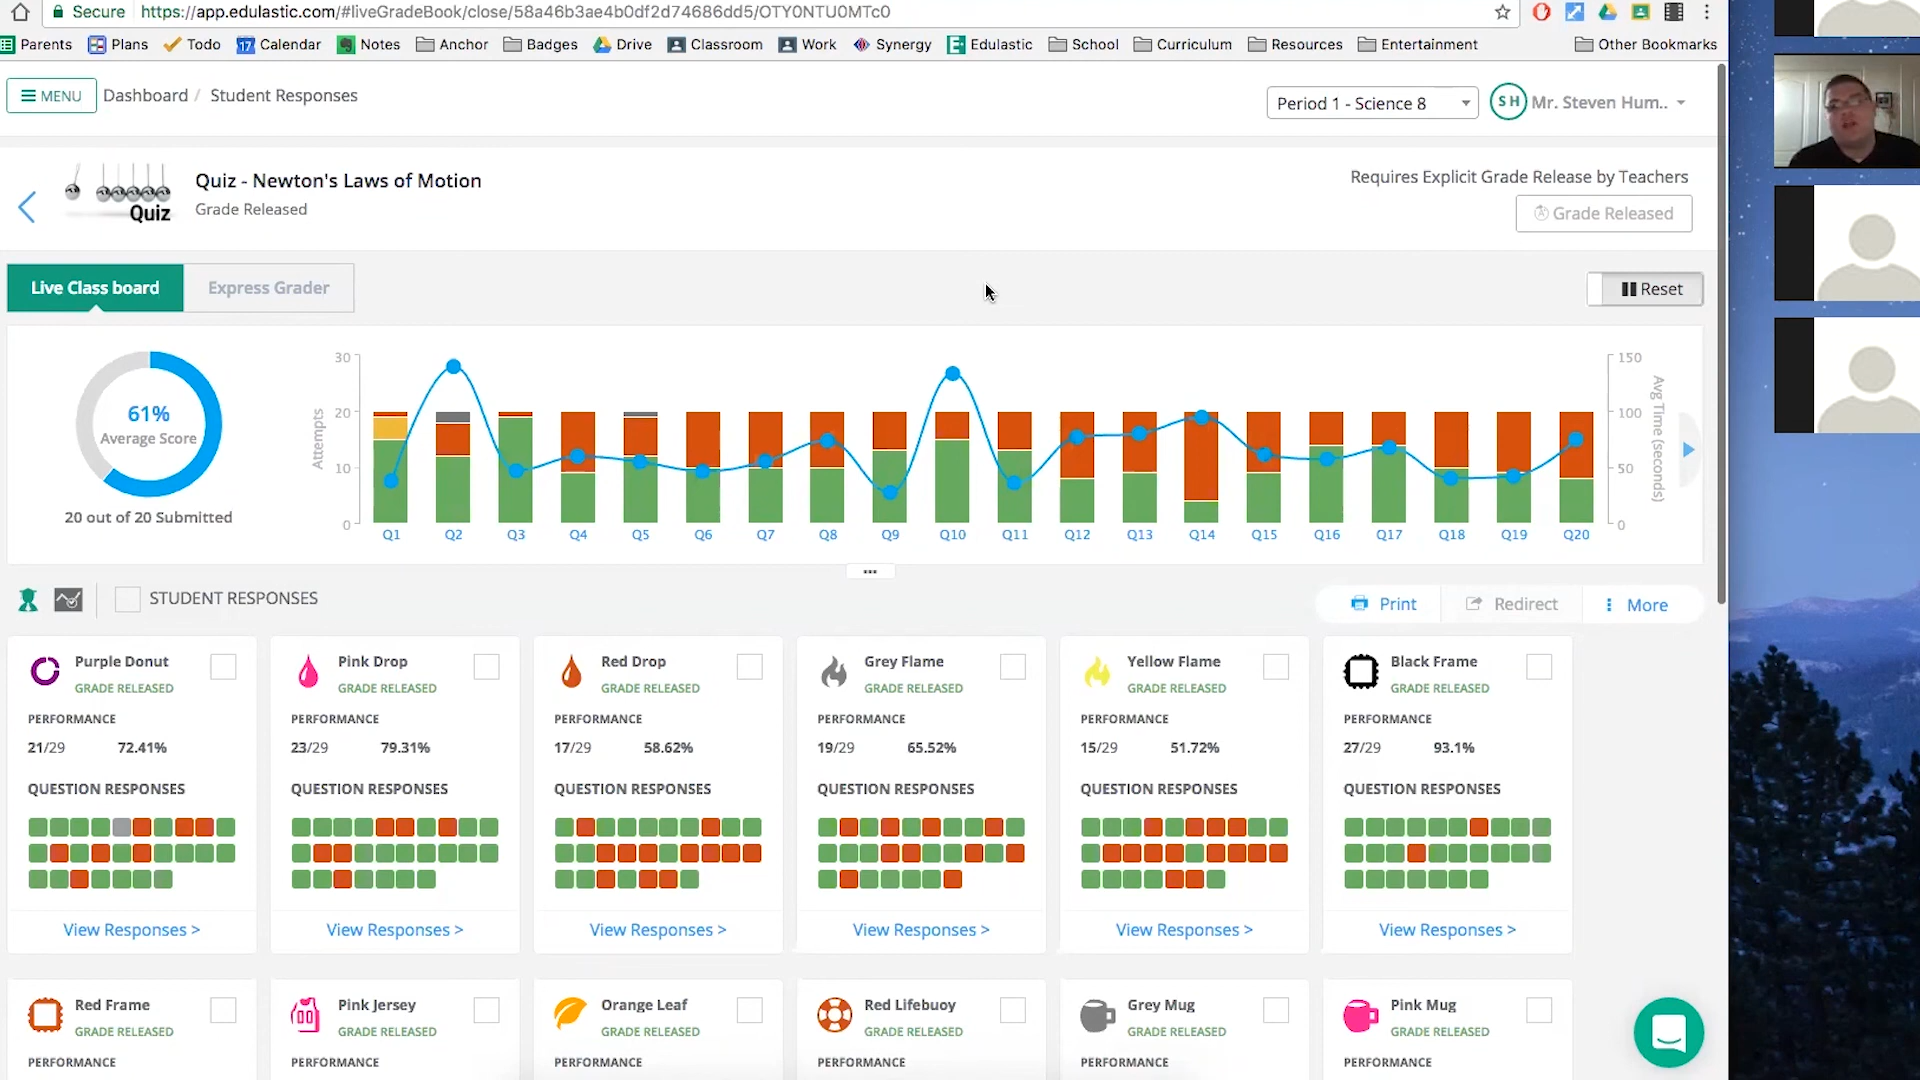 Secure https://app.edulastic.com/#liveGradeBook/close/58a46b3ae4b0df2d74686dd5/OTY0NTU0MTc0
Parents Plans Todo 17 Calendar Notes Anchor Badges Drive Classroom Work Synergy Edulastic School Curriculum Resources Entertainment Other Bookmarks
MENU Dashboard / Student Responses
Period 1 - Science 8 SH Mr. Steven Hum..
Quiz
Quiz - Newton's Laws of Motion
Grade Released
Requires Explicit Grade Release by Teachers
Grade Released
Live Class board Express Grader
Reset
61%
Average Score
20 out of 20 Submitted
Attempts
30
20
10
0
Q1 Q2 Q3 Q4 Q5 Q6 Q7 Q8 Q9 Q10 Q11 Q12 Q13 Q14 Q15 Q16 Q17 Q18 Q19 Q20
150
100
50
0
Avg Time (seconds)
...
STUDENT RESPONSES
Print Redirect More
Purple Donut
GRADE RELEASED
PERFORMANCE
21/29 72.41%
QUESTION RESPONSES
View Responses >
Pink Drop
GRADE RELEASED
PERFORMANCE
23/29 79.31%
QUESTION RESPONSES
View Responses >
Red Drop
GRADE RELEASED
PERFORMANCE
17/29 58.62%
QUESTION RESPONSES
View Responses >
Grey Flame
GRADE RELEASED
PERFORMANCE
19/29 65.52%
QUESTION RESPONSES
View Responses >
Yellow Flame
GRADE RELEASED
PERFORMANCE
15/29 51.72%
QUESTION RESPONSES
View Responses >
Black Frame
GRADE RELEASED
PERFORMANCE
27/29 93.1%
QUESTION RESPONSES
View Responses >
Red Frame
GRADE RELEASED
PERFORMANCE
Pink Jersey
GRADE RELEASED
PERFORMANCE
Orange Leaf
GRADE RELEASED
PERFORMANCE
Red Lifebuoy
GRADE RELEASED
PERFORMANCE
Grey Mug
GRADE RELEASED
PERFORMANCE
Pink Mug
GRADE RELEASED
PERFORMANCE